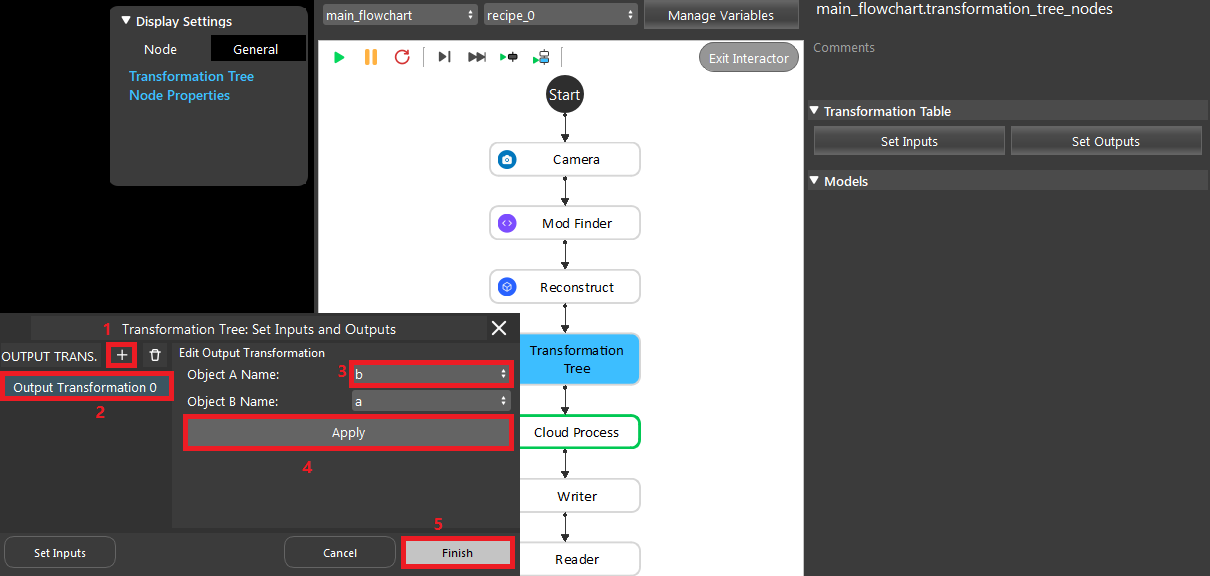 Display Settings
Node
General
Transformation Tree
Node Properties
main_flowchart
recipe_0
Manage Variables
Exit Interactor
Start
Camera
Mod Finder
Reconstruct
Transformation
Tree
Cloud Process
Writer
Reader
main_flowchart.transformation_tree_nodes
Comments
Transformation Table
Set Inputs
Set Outputs
Models
1
Transformation Tree: Set Inputs and Outputs
OUTPUT TRANS.
Output Transformation 0
2
Edit Output Transformation
Object A Name:
3
b
Object B Name:
a
Apply
4
5
Set Inputs
Cancel
Finish